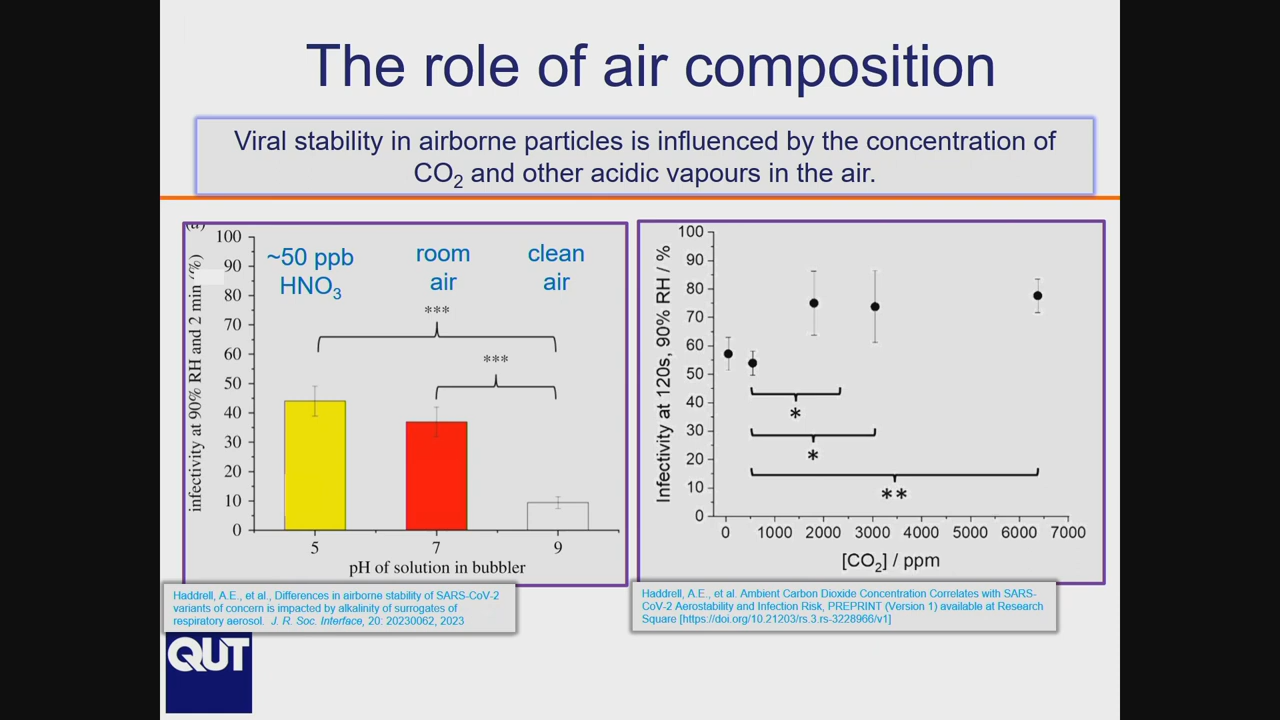 The role of air composition
Viral stability in airborne particles is influenced by the concentration of
CO2 and other acidic vapours in the air.
infectivity at 90% RH and 2 min (%)
100
90
80
70
60
50
40
30
20
10
0
~50 ppb
HNO3
room
air
clean
air
***
***
5 7 9
pH of solution in bubbler
Infectivity at 120s, 90% RH / %
100
90
80
70
60
50
40
30
20
10
0
*
*
**
0 1000 2000 3000 4000 5000 6000 7000
[CO2] / ppm
Haddrell, A.E., et al., Differences in airborne stability of SARS-CoV-2
variants of concern is impacted by alkalinity of surrogates of
respiratory aerosol. J. R. Soc. Interface, 20: 20230062, 2023
Haddrell, A.E., et al. Ambient Carbon Dioxide Concentration Correlates with SARS-
CoV-2 Aerostability and Infection Risk, PREPRINT (Version 1) available at Research
Square [https://doi.org/10.21203/rs.3.rs-3228966/v1]
QUT